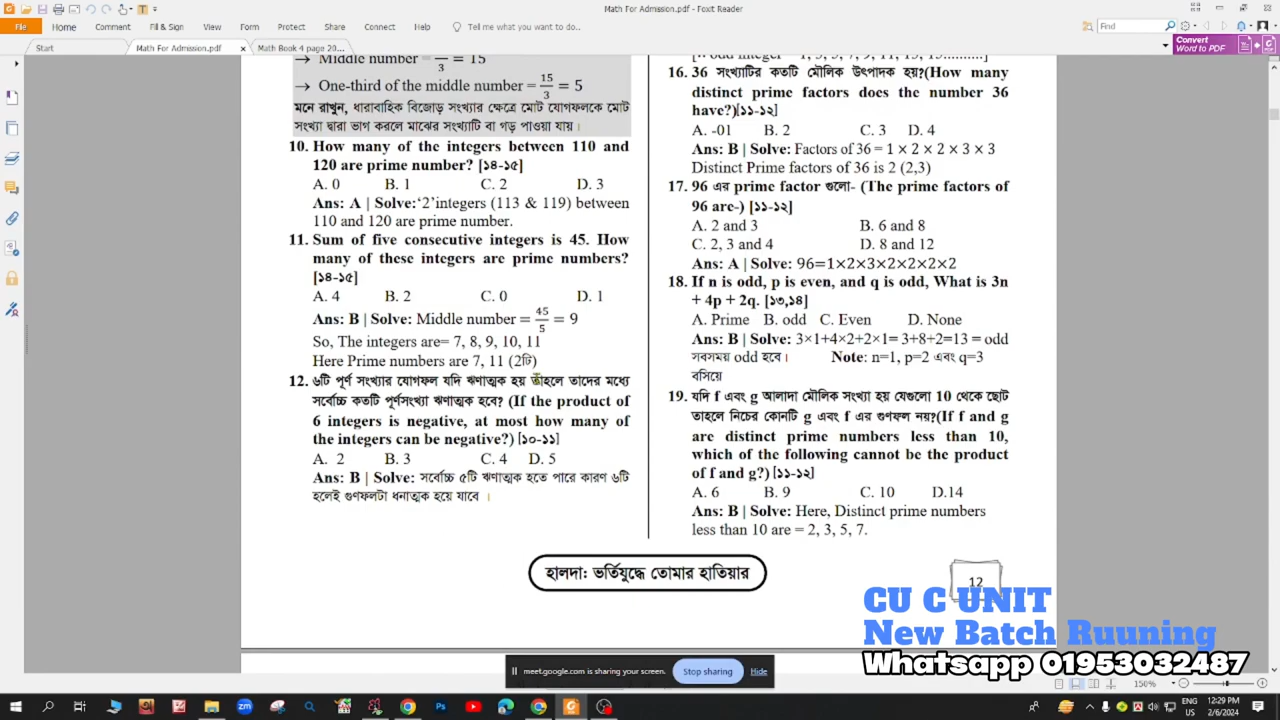 Math For Admission.pdf - Foxit Reader
File Home Comment Fill & Sign View Form Protect Share Connect Help Tell me what you want to do... Find
Convert
Word to PDF
Start Math For Admission.pdf Math Book 4 page 20...
→ Middle number = /3 = 15
→ One-third of the middle number = 15/3 = 5
মনে রাখুন, ধারাবাহিক বিজোড় সংখ্যার ক্ষেত্রে মোট যোগফলকে মোট
সংখ্যা দ্বারা ভাগ করলে মাঝের সংখ্যাটি বা গড় পাওয়া যায়।
10. How many of the integers between 110 and
120 are prime number? [১৪-১৫]
A. 0 B. 1 C. 2 D. 3
Ans: A | Solve:‘2’integers (113 & 119) between
110 and 120 are prime number.
11. Sum of five consecutive integers is 45. How
many of these integers are prime numbers?
[১৪-১৫]
A. 4 B. 2 C. 0 D. 1
Ans: B | Solve: Middle number = 45/5 = 9
So, The integers are= 7, 8, 9, 10, 11
Here Prime numbers are 7, 11 (2টি)
12. ৬টি পূর্ণ সংখ্যার যোগফল যদি ঋণাত্মক হয় তাহলে তাদের মধ্যে
সর্বোচ্চ কতটি পূর্ণসংখ্যা ঋণাত্মক হবে? (If the product of
6 integers is negative, at most how many of
the integers can be negative?) [১০-১১]
A. 2 B. 3 C. 4 D. 5
Ans: B | Solve: সর্বোচ্চ ৫টি ঋণাত্মক হতে পারে কারণ ৬টি
হলেই গুণফলটা ধনাত্মক হয়ে যাবে ।
16. 36 সংখ্যাটির কতটি মৌলিক উৎপাদক হয়?(How many
distinct prime factors does the number 36
have?)[১১-১২]
A. -01 B. 2 C. 3 D. 4
Ans: B | Solve: Factors of 36 = 1 × 2 × 2 × 3 × 3
Distinct Prime factors of 36 is 2 (2,3)
17. 96 এর prime factor গুলো- (The prime factors of
96 are-) [১১-১২]
A. 2 and 3 B. 6 and 8
C. 2, 3 and 4 D. 8 and 12
Ans: A | Solve: 96=1×2×3×2×2×2×2
18. If n is odd, p is even, and q is odd, What is 3n
+ 4p + 2q. [১৩,১৪]
A. Prime B. odd C. Even D. None
Ans: B | Solve: 3×1+4×2+2×1= 3+8+2=13 = odd
সবসময় odd হবে। Note: n=1, p=2 এবং q=3
বসিয়ে
19. যদি f এবং g আলাদা মৌলিক সংখ্যা হয় যেগুলো 10 থেকে ছোট
তাহলে নিচের কোনটি g এবং f এর গুণফল নয়?(If f and g
are distinct prime numbers less than 10,
which of the following cannot be the product
of f and g?) [১১-১২]
A. 6 B. 9 C. 10 D.14
Ans: B | Solve: Here, Distinct prime numbers
less than 10 are = 2, 3, 5, 7.
হালদা: ভর্তিযুদ্ধে তোমার হাতিয়ার
12
CU C UNIT
New Batch Ruuning
Whatsapp 01953032487
meet.google.com is sharing your screen. Stop sharing Hide
150%
12:29 PM
2/6/2024
ENG
US